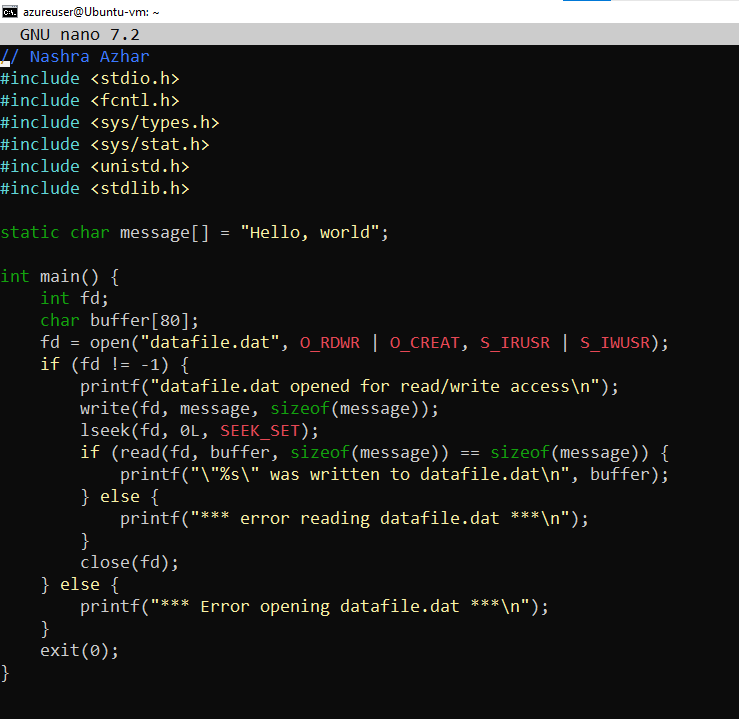 azureuser@Ubuntu-vm: ~
GNU nano 7.2
// Nashra Azhar
#include <stdio.h>
#include <fcntl.h>
#include <sys/types.h>
#include <sys/stat.h>
#include <unistd.h>
#include <stdlib.h>

static char message[] = "Hello, world";

int main() {
    int fd;
    char buffer[80];
    fd = open("datafile.dat", O_RDWR | O_CREAT, S_IRUSR | S_IWUSR);
    if (fd != -1) {
        printf("datafile.dat opened for read/write access\n");
        write(fd, message, sizeof(message));
        lseek(fd, 0L, SEEK_SET);
        if (read(fd, buffer, sizeof(message)) == sizeof(message)) {
            printf("\"%s\" was written to datafile.dat\n", buffer);
        } else {
            printf("*** error reading datafile.dat ***\n");
        }
        close(fd);
    } else {
        printf("*** Error opening datafile.dat ***\n");
    }
    exit(0);
}